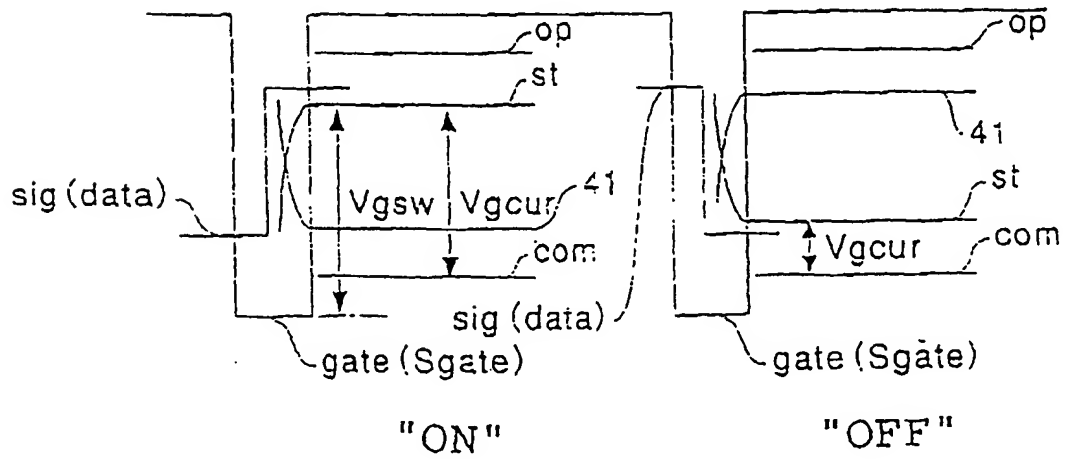 op
op
st
41
sig (data)
41
Vgsw
Vgcur
st
com
com
Vgcur
sig (data)
gate (Sgate)
gate (Sgate)
"ON"
"OFF"